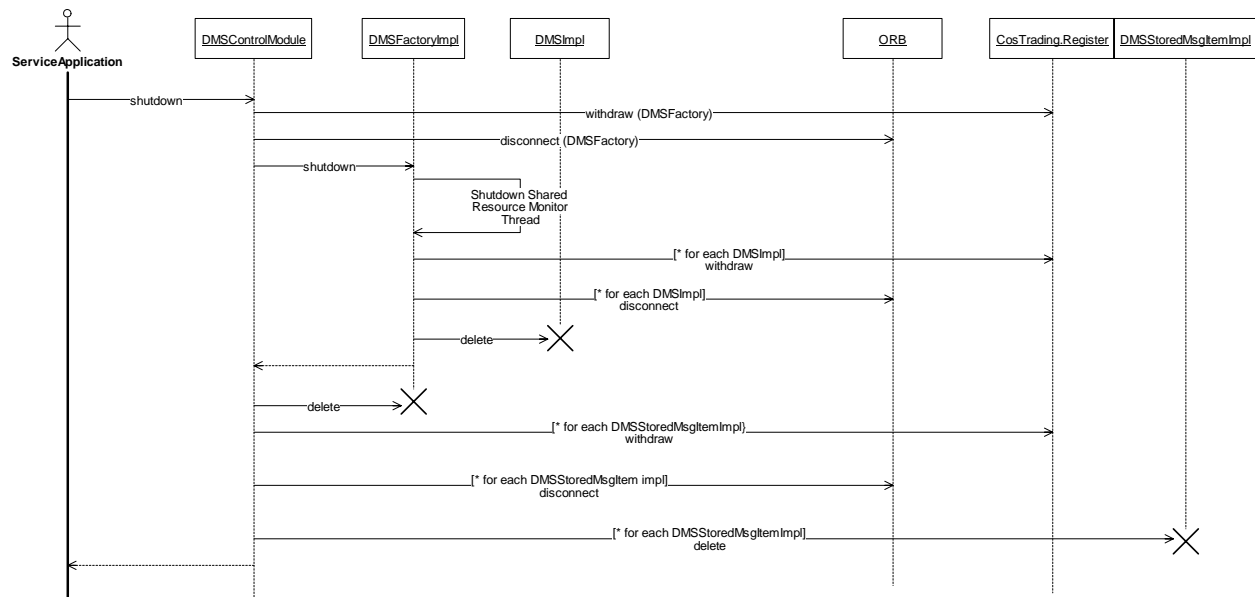 DMSControlModule
DMSFactoryImpl
DMSImpl
ORB
CosTrading.Register
DMSStoredMsgItemImpl
ServiceApplication
shutdown
withdraw (DMSFactory)
disconnect (DMSFactory)
shutdown
Shutdown Shared
Resource Monitor
Thread
[* for each DMSImpl]
withdraw
[* for each DMSImpl]
disconnect
delete
delete
[* for each DMSStoredMsgItemImpl}
withdraw
[* for each DMSStoredMsgItem impl]
disconnect
[* for each DMSStoredMsgItemImpl]
delete